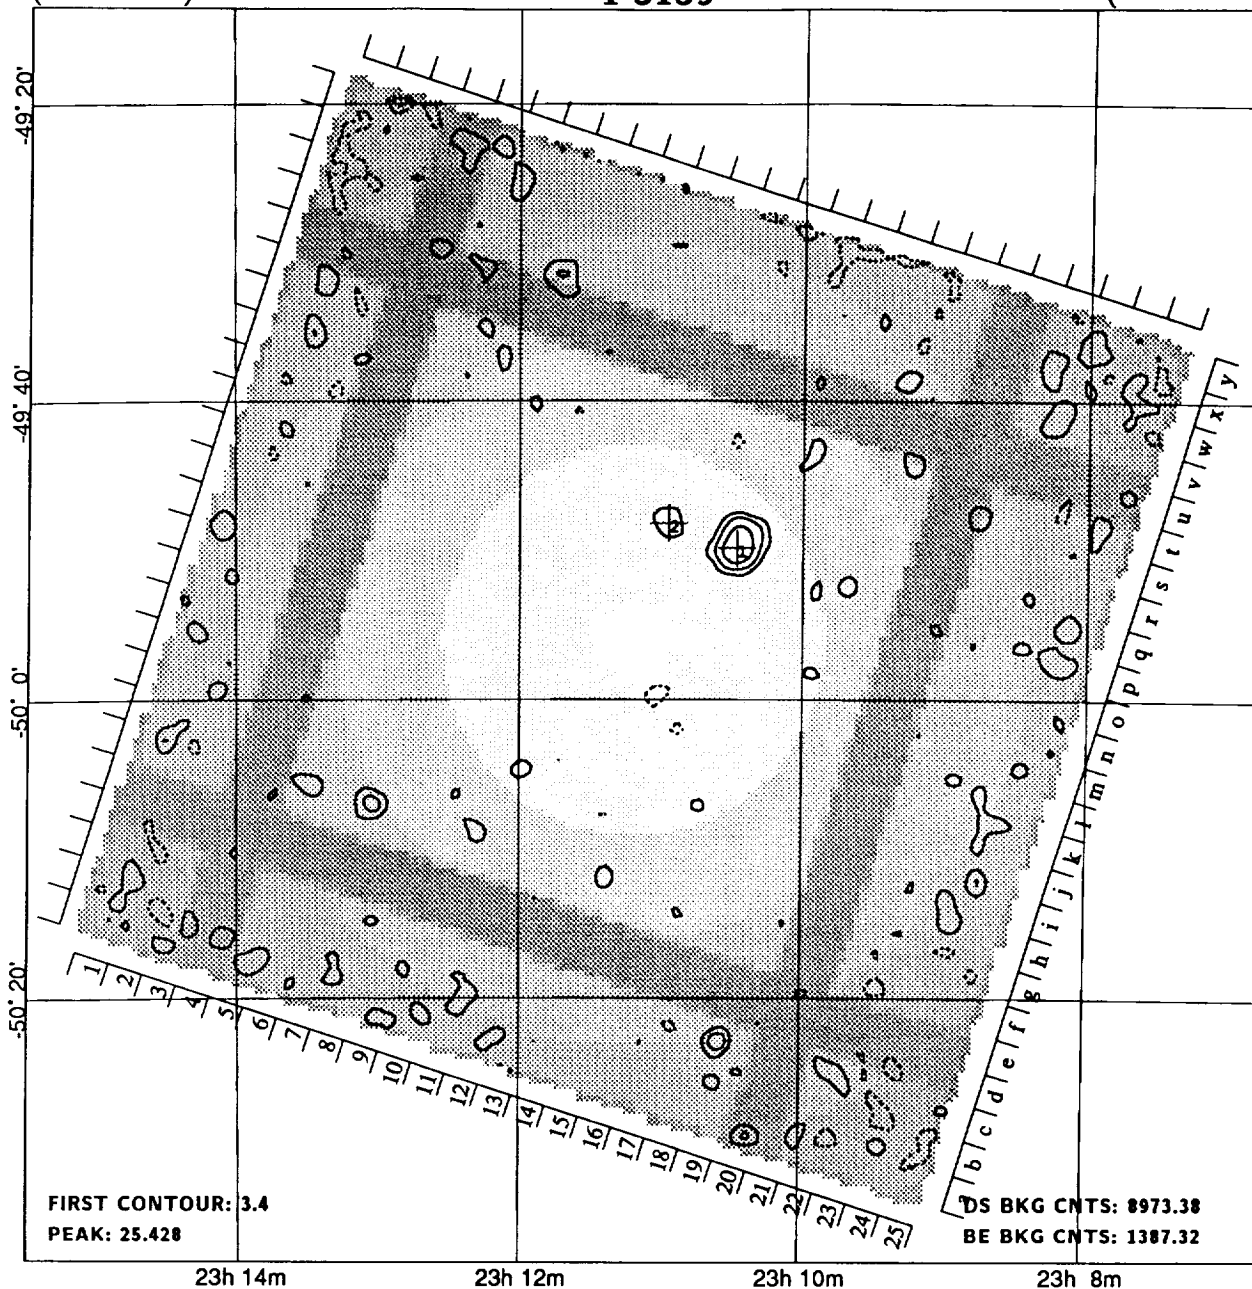 -49° 20'
-49° 40'
-50° 0'
-50° 20'
2
1 2 3 4 5 6 7 8 9 10 11 12 13 14 15 16 17 18 19 20 21 22 23 24 25
a b c d e f g h i j k l m n o p q r s t u v w x y
FIRST CONTOUR: 3.4
PEAK: 25.428
DS BKG CNTS: 8973.38
BE BKG CNTS: 1387.32
23h 14m 23h 12m 23h 10m 23h 8m